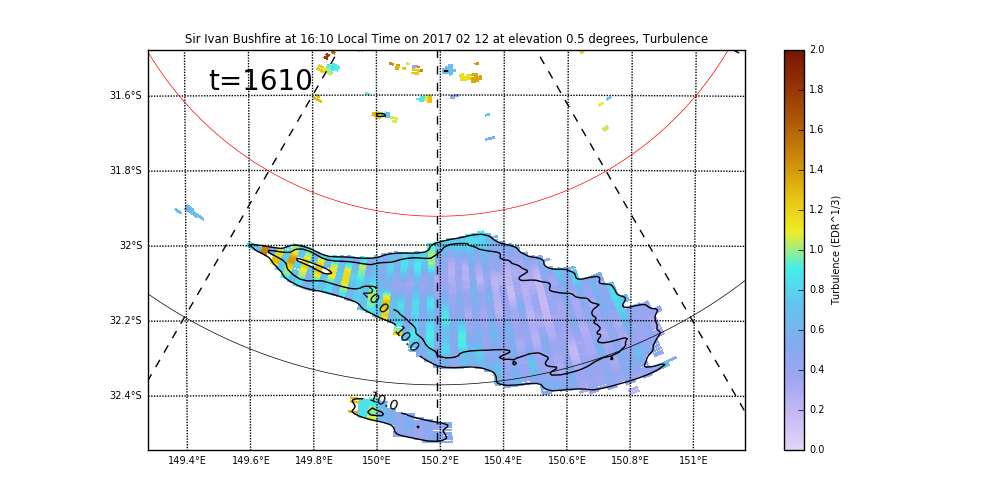 Sir Ivan Bushfire at 16:10 Local Time on 2017 02 12 at elevation 0.5 degrees, Turbulence
t=1610
31.6°S
31.8°S
32°S
32.2°S
32.4°S
20.0
10.0
10.0
149.4°E 149.6°E 149.8°E 150°E 150.2°E 150.4°E 150.6°E 150.8°E 151°E
2.0
1.8
1.6
1.4
1.2
1.0
0.8
0.6
0.4
0.2
0.0
Turbulence (EDR^1/3)